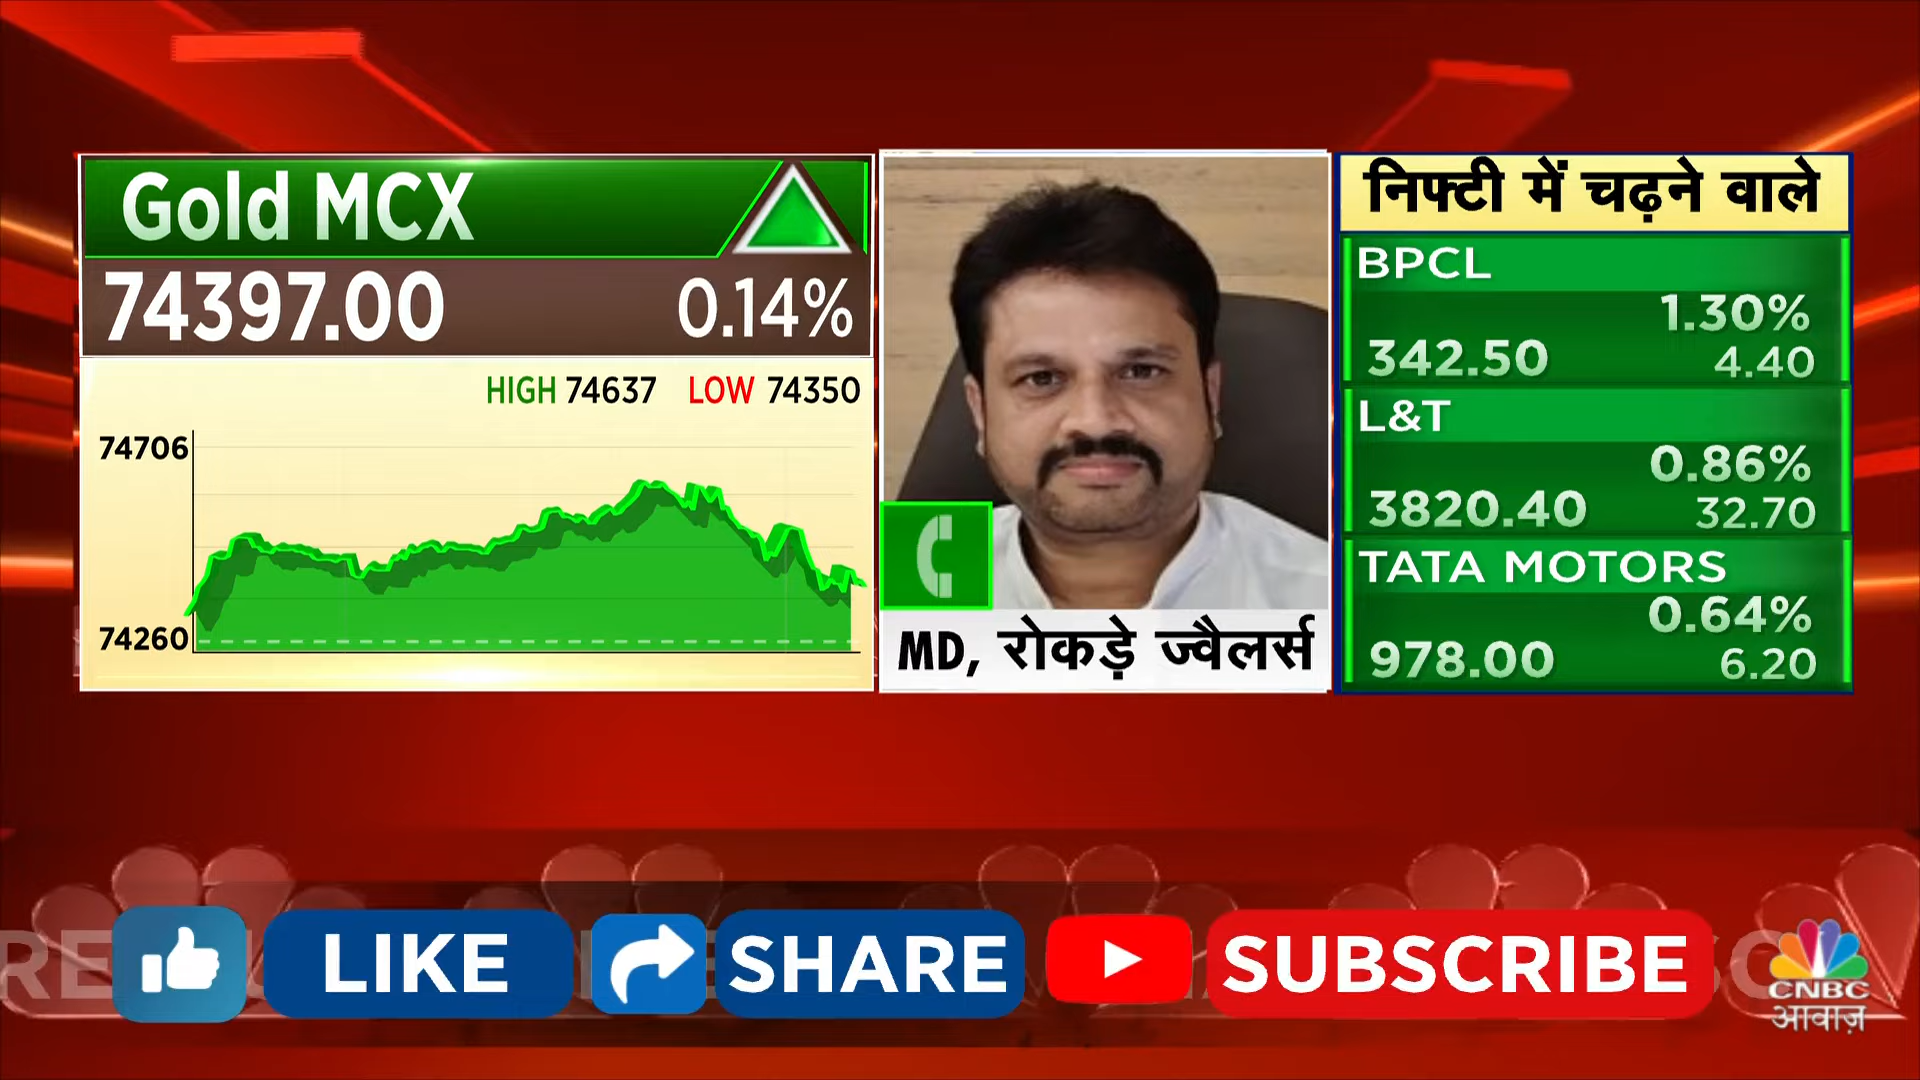 Gold MCX
74397.00 0.14%
HIGH 74637 LOW 74350
74706
74260
MD, रोकड़े ज्वैलर्स
निफ्टी में चढ़ने वाले
BPCL
1.30%
342.50 4.40
L&T
0.86%
3820.40 32.70
TATA MOTORS
0.64%
978.00 6.20
LIKE SHARE SUBSCRIBE
CNBC
आवाज़